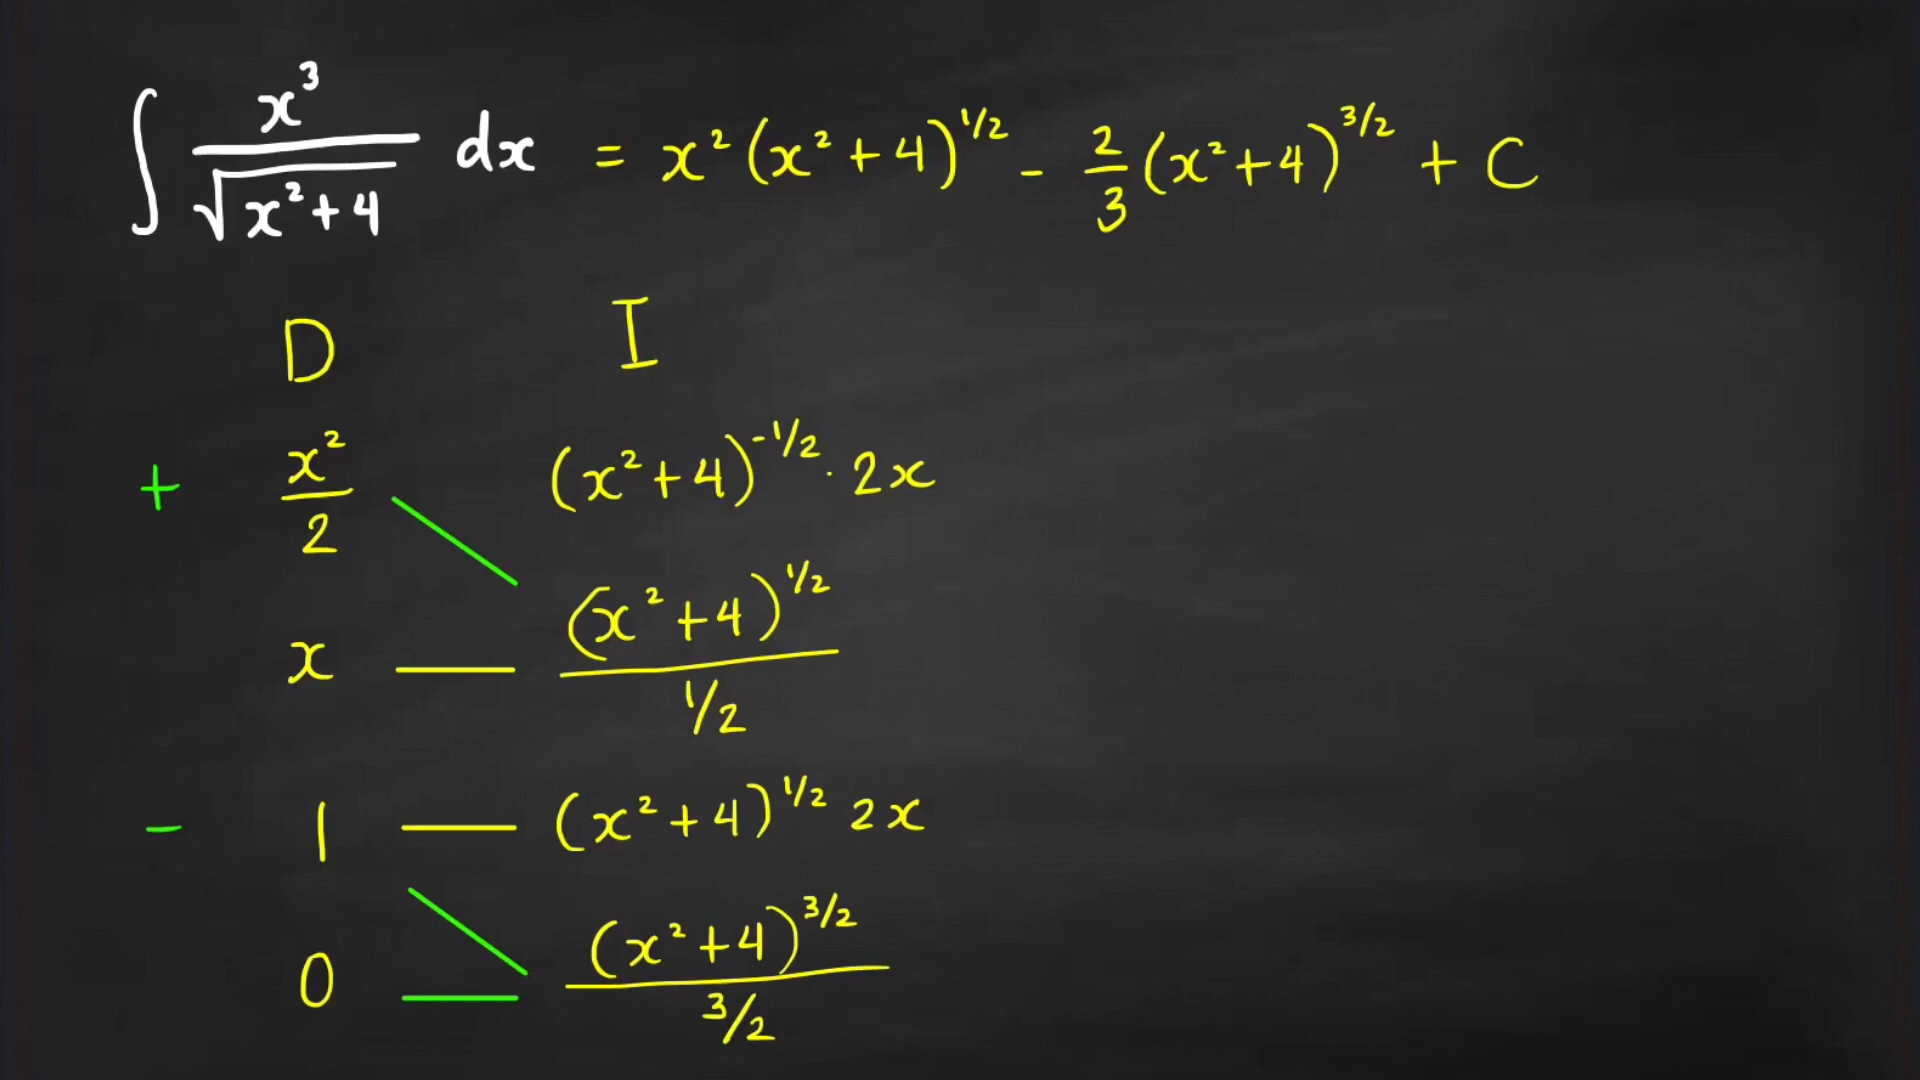 ∫ x³/√(x²+4) dx = x²(x²+4)^1/2 - 2/3 (x²+4)^3/2 + C
D I
+ x²/2 (x²+4)^-1/2 · 2x
x — (x²+4)^1/2 / 1/2
- 1 — (x²+4)^1/2 2x
0 — (x²+4)^3/2 / 3/2